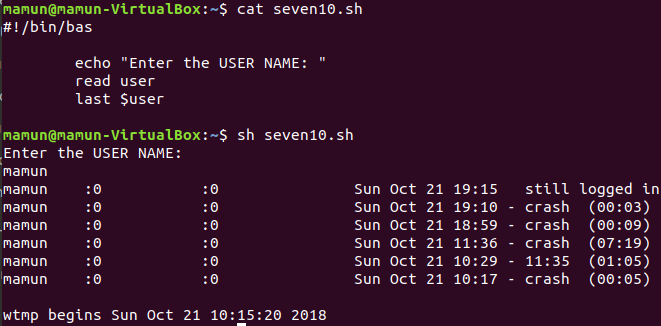 mamun@mamun-VirtualBox:~$ cat seven10.sh
#!/bin/bas
echo "Enter the USER NAME: "
read user
last $user
mamun@mamun-VirtualBox:~$ sh seven10.sh
Enter the USER NAME:
mamun
mamun    :0           :0               Sun Oct 21 19:15   still logged in
mamun    :0           :0               Sun Oct 21 19:10 - crash  (00:03)
mamun    :0           :0               Sun Oct 21 18:59 - crash  (00:09)
mamun    :0           :0               Sun Oct 21 11:36 - crash  (07:19)
mamun    :0           :0               Sun Oct 21 10:29 - 11:35  (01:05)
mamun    :0           :0               Sun Oct 21 10:17 - crash  (00:05)
wtmp begins Sun Oct 21 10:15:20 2018